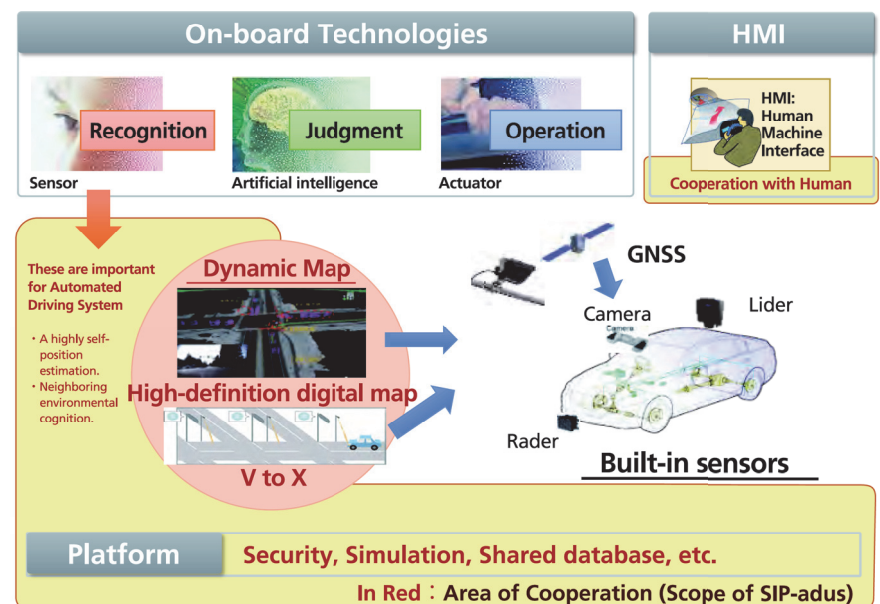 On-board Technologies
HMI
Recognition
Judgment
Operation
HMI:
Human
Machine
Interface
Sensor
Artificial intelligence
Actuator
Cooperation with Human
These are important
for Automated
Driving System
・A highly self-
position
estimation.
・Neighboring
environmental
cognition.
Dynamic Map
High-definition digital map
V to X
GNSS
Camera
Camera
Lider
Rader
Built-in sensors
Platform
Security, Simulation, Shared database, etc.
In Red：Area of Cooperation (Scope of SIP-adus)